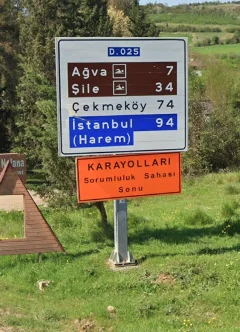 D.025
Ağva 7
Şile 34
Çekmeköy 74
İstanbul 94
(Harem)
KARAYOLLARI
Sorumluluk Sahası
Sonu